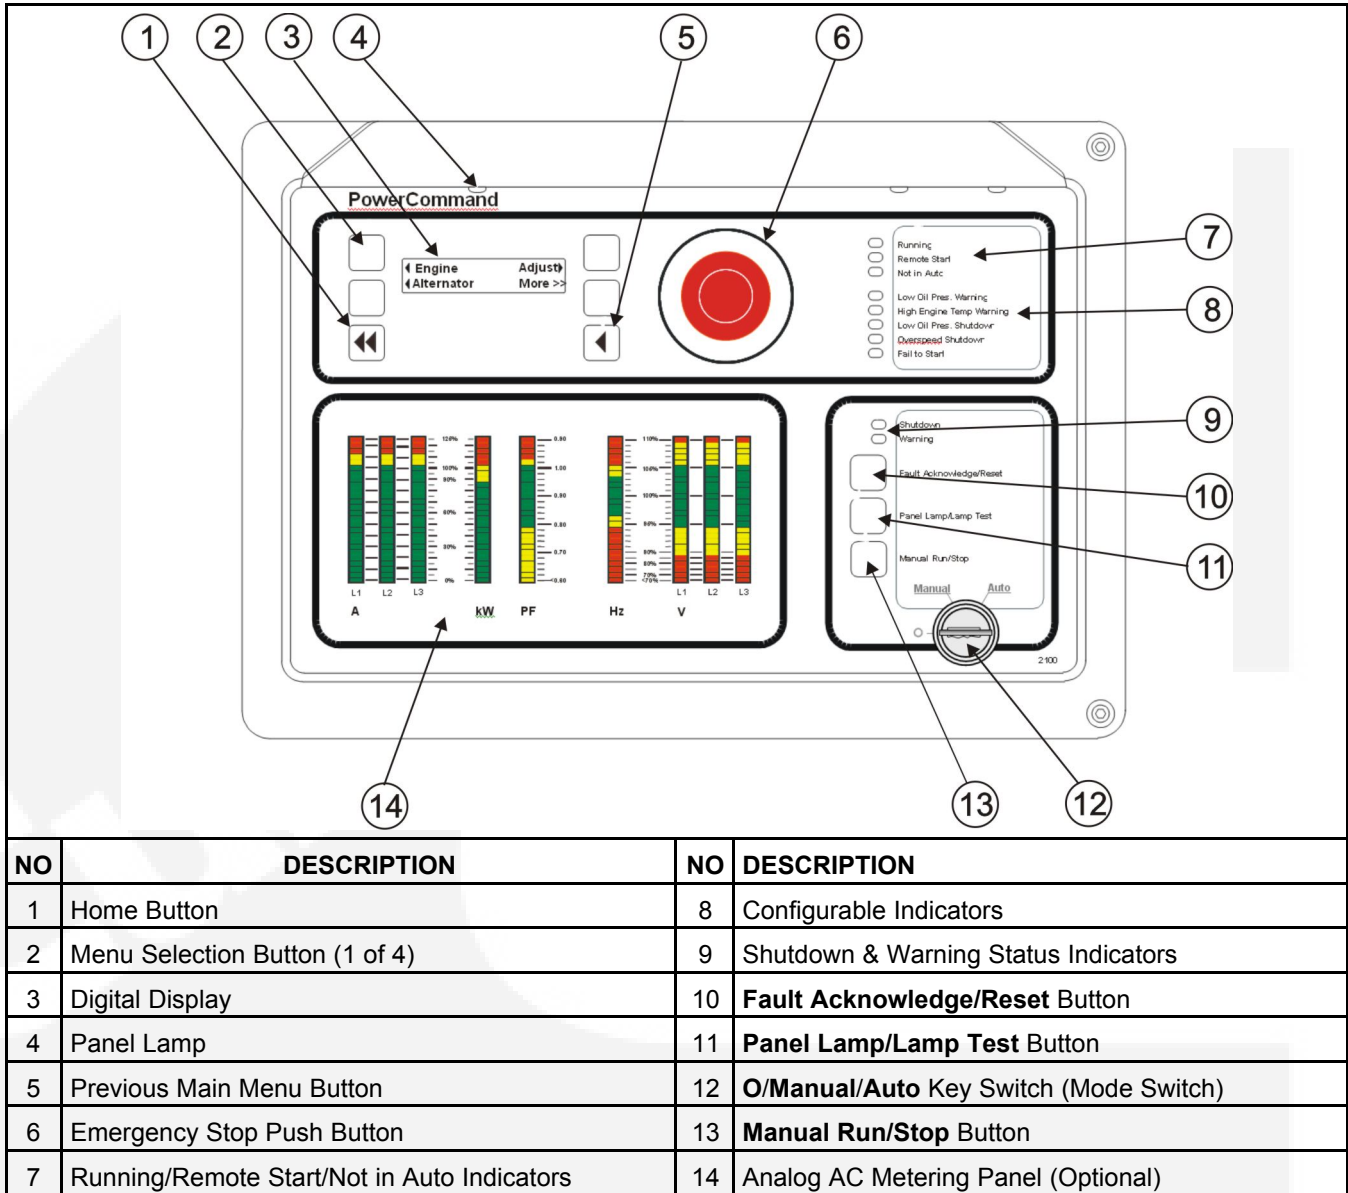 1 2 3 4 5 6
PowerCommand
Engine Adjust
Alternator More >>
Running
Remote Start
Not in Auto
Low Oil Pres. Warning
High Engine Temp Warning
Low Oil Pres. Shutdown
Overspeed Shutdown
Fail to Start
7
8
120%
100%
90%
60%
30%
0%
L1 L2 L3
A
kW
0.90
1.00
0.90
0.80
0.70
<0.60
PF
Hz
110%
L1 L2 L3
V
Shutdown
Warning
Fault Acknowledge/Reset
Panel Lamp/Lamp Test
Manual Run/Stop
Manual Auto
2100
9
10
11
14 13 12
NO DESCRIPTION NO DESCRIPTION
1 Home Button 8 Configurable Indicators
2 Menu Selection Button (1 of 4) 9 Shutdown & Warning Status Indicators
3 Digital Display 10 Fault Acknowledge/Reset Button
4 Panel Lamp 11 Panel Lamp/Lamp Test Button
5 Previous Main Menu Button 12 O/Manual/Auto Key Switch (Mode Switch)
6 Emergency Stop Push Button 13 Manual Run/Stop Button
7 Running/Remote Start/Not in Auto Indicators 14 Analog AC Metering Panel (Optional)